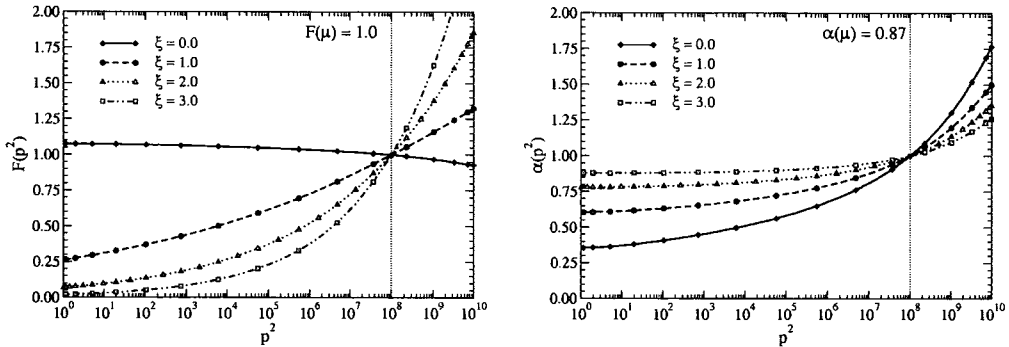 2.00
1.75
1.50
1.25
1.00
0.75
0.50
0.25
0.00
F(p²)
F(μ) = 1.0
ξ = 0.0
ξ = 1.0
ξ = 2.0
ξ = 3.0
10⁰ 10¹ 10² 10³ 10⁴ 10⁵ 10⁶ 10⁷ 10⁸ 10⁹ 10¹⁰
p²
2.00
1.75
1.50
1.25
1.00
0.75
0.50
0.25
0.00
α(p²)
α(μ) = 0.87
ξ = 0.0
ξ = 1.0
ξ = 2.0
ξ = 3.0
10⁰ 10¹ 10² 10³ 10⁴ 10⁵ 10⁶ 10⁷ 10⁸ 10⁹ 10¹⁰
p²